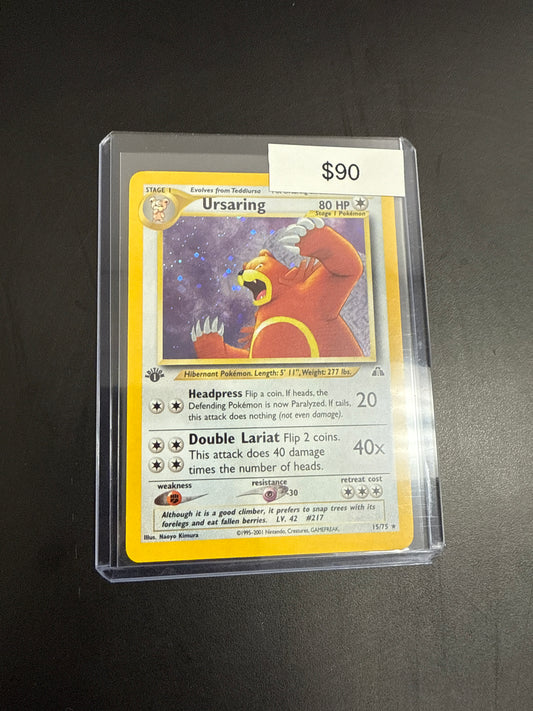 $90
STAGE 1
Evolves from Teddiursa
Ursaring
80 HP
Stage 1 Pokémon
EDITION
1
Hibernant Pokémon. Length: 5' 11", Weight: 277 lbs.
Headpress Flip a coin. If heads, the
Defending Pokémon is now Paralyzed. If tails,
this attack does nothing (not even damage).
20
Double Lariat Flip 2 coins.
This attack does 40 damage
times the number of heads.
40x
weakness
resistance
-30
retreat cost
Although it is a good climber, it prefers to snap trees with its
forelegs and eat fallen berries. LV. 42 #217
Illus. Naoyo Kimura
©1995-2001 Nintendo, Creatures, GAMEFREAK.
15/75 ★